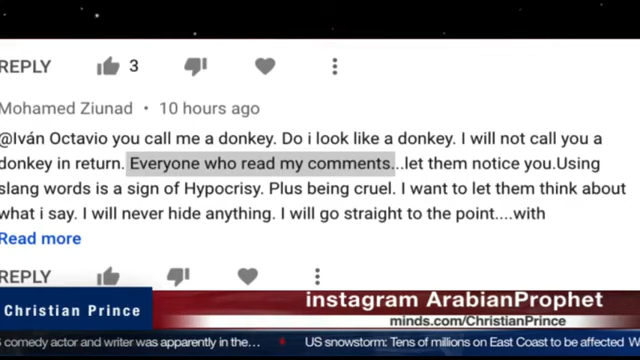 REPLY 3
Mohamed Ziunad • 10 hours ago
@Iván Octavio you call me a donkey. Do i look like a donkey. I will not call you a
donkey in return. Everyone who read my comments...let them notice you.Using
slang words is a sign of Hypocrisy. Plus being cruel. I want to let them think about
what i say. I will never hide anything. I will go straight to the point....with
Read more
REPLY
Christian Prince
instagram ArabianProphet
minds.com/ChristianPrince
comedy actor and writer was apparently in the... • US snowstorm: Tens of millions on East Coast to be affected